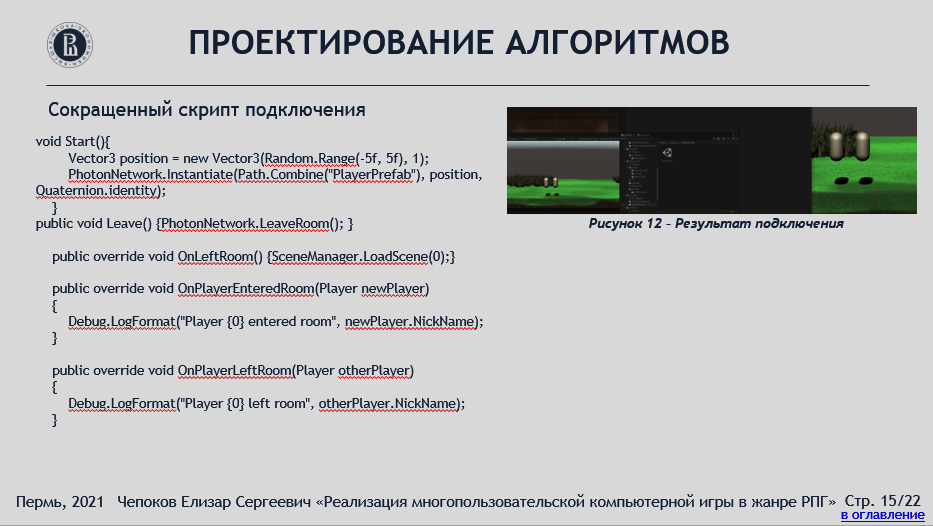 ПРОЕКТИРОВАНИЕ АЛГОРИТМОВ
Сокращенный скрипт подключения
void Start(){
Vector3 position = new Vector3(Random.Range(-5f, 5f), 1);
PhotonNetwork.Instantiate(Path.Combine("PlayerPrefab"), position,
Quaternion.identity);
}
public void Leave() {PhotonNetwork.LeaveRoom(); }
public override void OnLeftRoom() {SceneManager.LoadScene(0);}
public override void OnPlayerEnteredRoom(Player newPlayer)
{
Debug.LogFormat("Player {0} entered room", newPlayer.NickName);
}
public override void OnPlayerLeftRoom(Player otherPlayer)
{
Debug.LogFormat("Player {0} left room", otherPlayer.NickName);
}
Рисунок 12 – Результат подключения
Пермь, 2021 Чепоков Елизар Сергеевич «Реализация многопользовательской компьютерной игры в жанре РПГ» Стр. 15/22
в оглавление